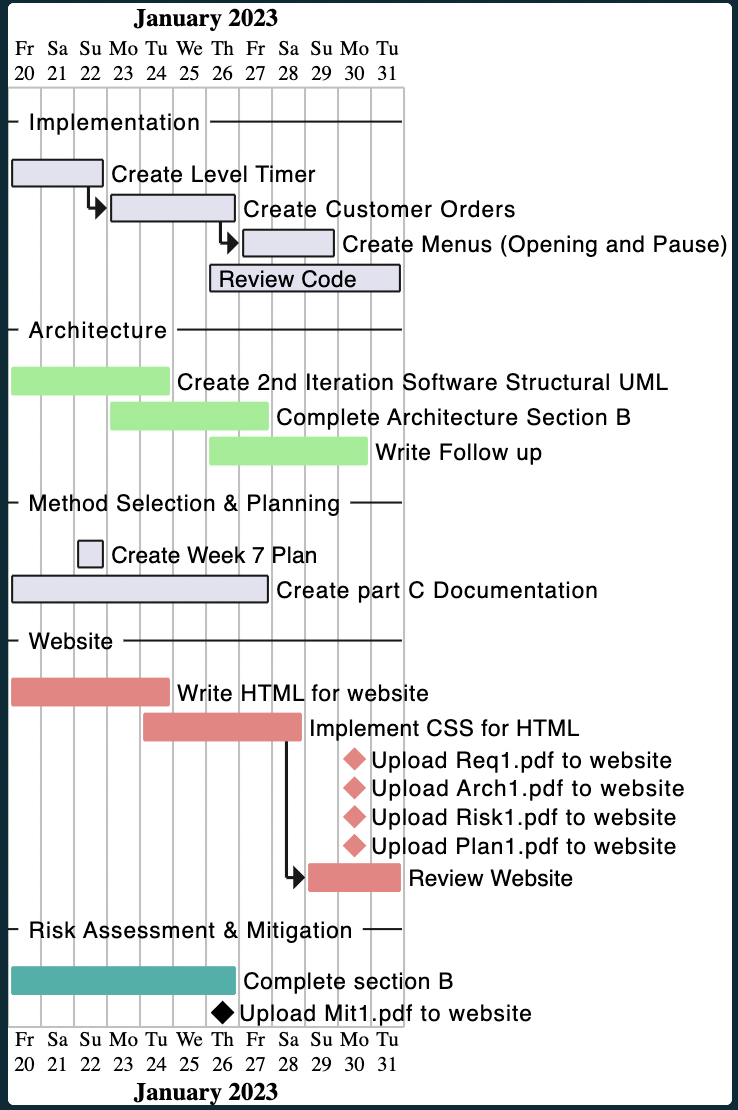 January 2023
Fr Sa Su Mo Tu We Th Fr Sa Su Mo Tu
20 21 22 23 24 25 26 27 28 29 30 31
Implementation
Create Level Timer
Create Customer Orders
Create Menus (Opening and Pause)
Review Code
Architecture
Create 2nd Iteration Software Structural UML
Complete Architecture Section B
Write Follow up
Method Selection & Planning
Create Week 7 Plan
Create part C Documentation
Website
Write HTML for website
Implement CSS for HTML
Upload Req1.pdf to website
Upload Arch1.pdf to website
Upload Risk1.pdf to website
Upload Plan1.pdf to website
Review Website
Risk Assessment & Mitigation
Complete section B
Upload Mit1.pdf to website
Fr Sa Su Mo Tu We Th Fr Sa Su Mo Tu
20 21 22 23 24 25 26 27 28 29 30 31
January 2023